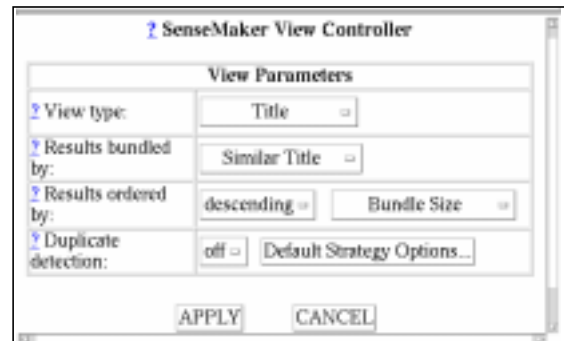 ? SenseMaker View Controller
View Parameters
? View type: Title
? Results bundled
by: Similar Title
? Results ordered
by: descending Bundle Size
? Duplicate
detection: off Default Strategy Options...
APPLY CANCEL